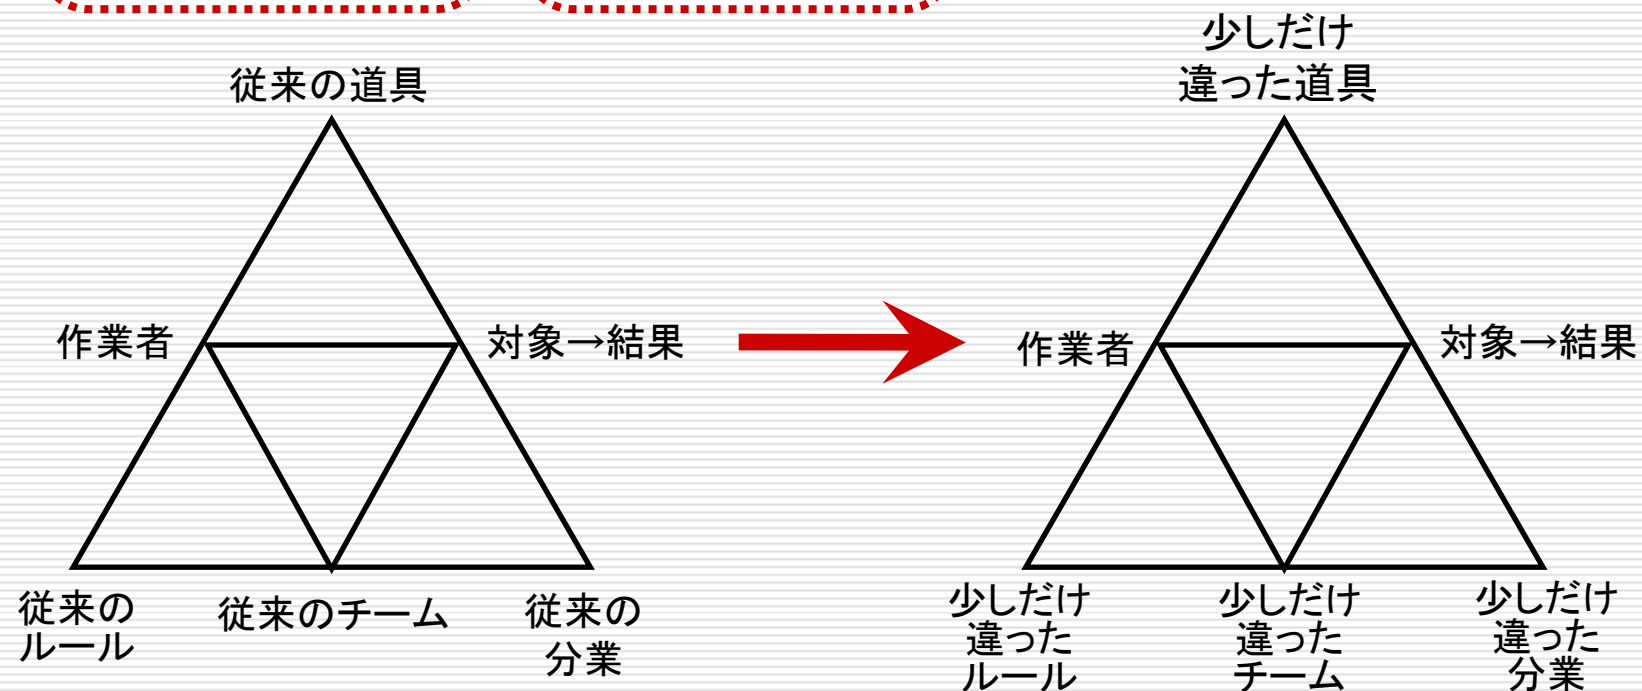 従来の道具
作業者
対象→結果
従来の
ルール
従来のチーム
従来の
分業
少しだけ
違った道具
作業者
対象→結果
少しだけ
違った
ルール
少しだけ
違った
チーム
少しだけ
違った
分業